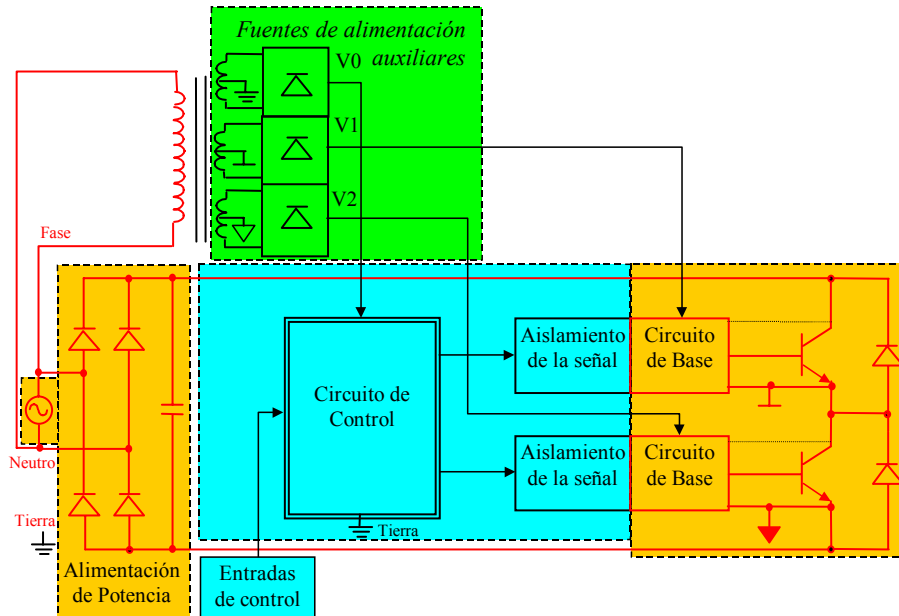 Fuentes de alimentación
auxiliares
V0
V1
V2
Fase
Aislamiento
de la señal
Circuito
de Base
Circuito de
Control
Aislamiento
de la señal
Circuito
de Base
Neutro
Tierra
Tierra
Alimentación
de Potencia
Entradas
de control